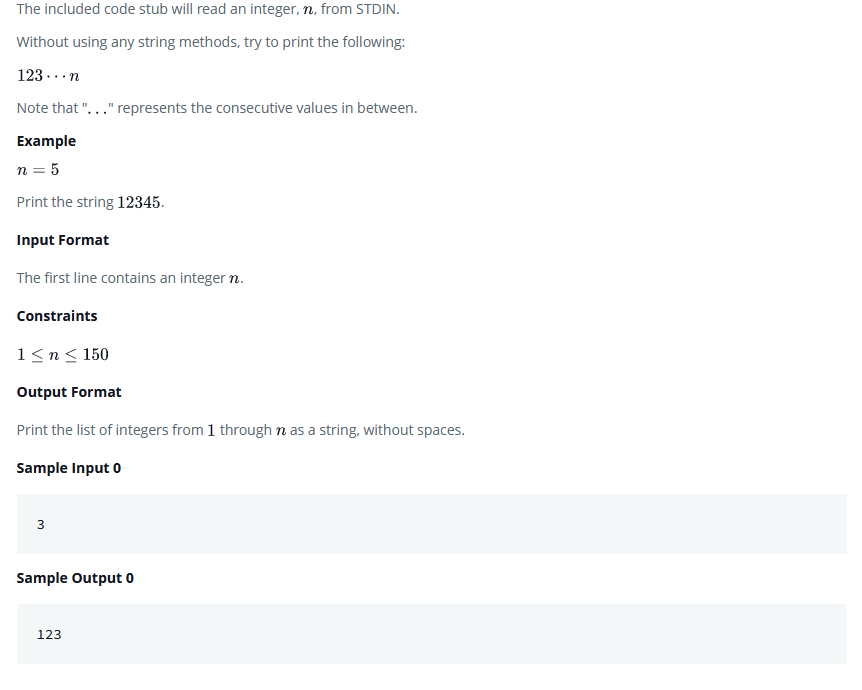 The included code stub will read an integer, n, from STDIN.
Without using any string methods, try to print the following:
123 · · · n
Note that "..." represents the consecutive values in between.
Example
n = 5
Print the string 12345.
Input Format
The first line contains an integer n.
Constraints
1 ≤ n ≤ 150
Output Format
Print the list of integers from 1 through n as a string, without spaces.
Sample Input 0
3
Sample Output 0
123